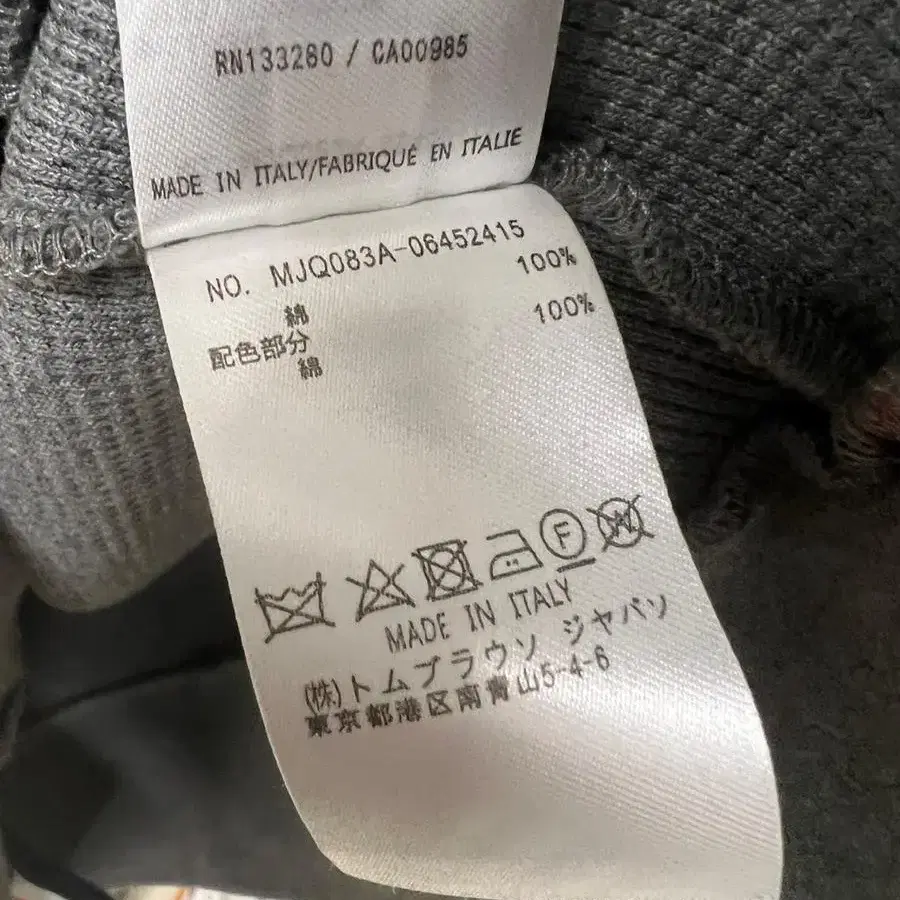 RN133280 / CA00985
MADE IN ITALY/FABRIQUÉ EN ITALIE
NO. MJQ083A-06452415
綿 100%
配色部分
綿 100%
MADE IN ITALY
(株)トムブラウン ジャパン
東京都港区南青山5-4-6